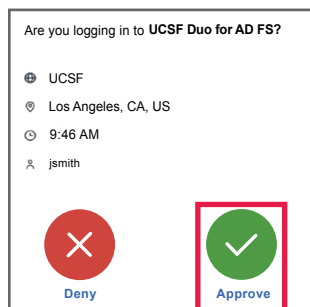 Are you logging in to UCSF Duo for AD FS?
UCSF
Los Angeles, CA, US
9:46 AM
jsmith
Deny Approve